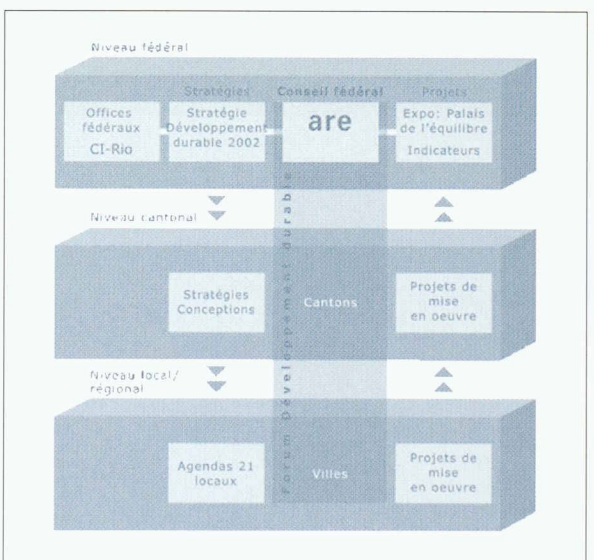 Niveau fédéral
Stratégies
Conseil fédéral
Projets
Offices
fédéraux
CI-Rio
Stratégie
Développement
durable 2002
are
Expo: Palais
de l'équilibre
Indicateurs
Niveau cantonal
Stratégies
Conceptions
Cantons
Projets de
mise
en oeuvre
Forum Développement durable
Niveau local/
régional
Agendas 21
locaux
Villes
Projets de
mise
en oeuvre